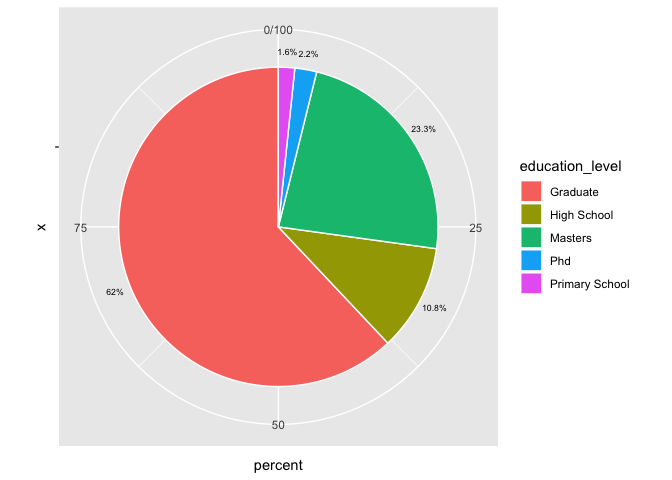 0/100
1.6%
2.2%
23.3%
75
25
x
62%
10.8%
50
percent
education_level
Graduate
High School
Masters
Phd
Primary School